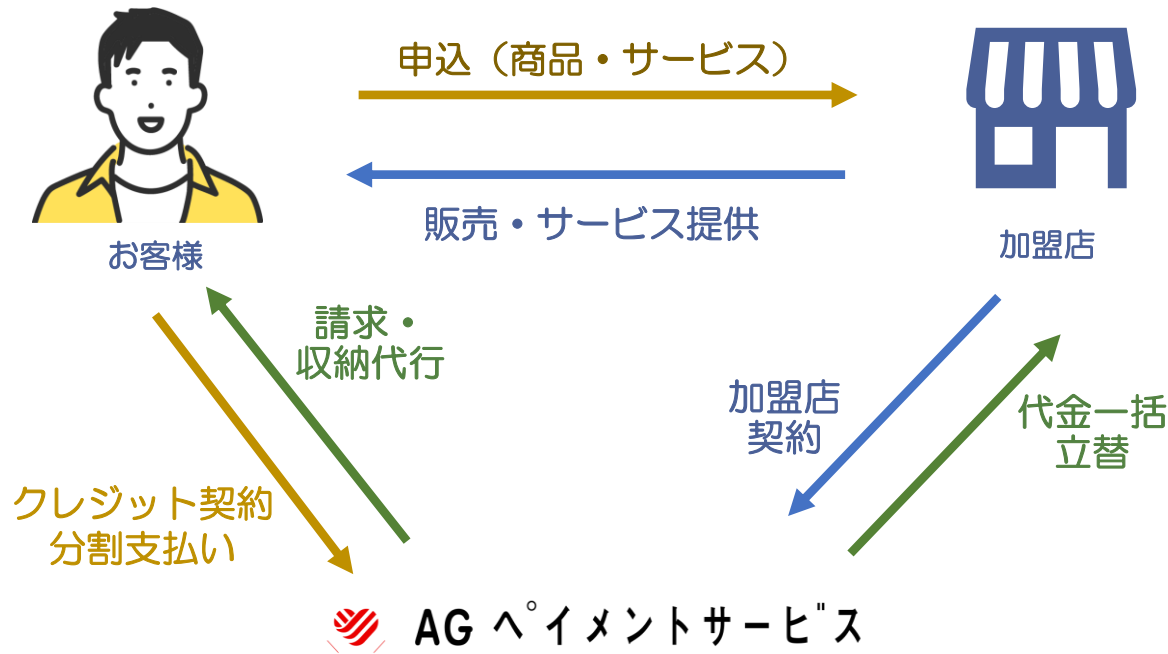 申込（商品・サービス）
販売・サービス提供
お客様
加盟店
請求・
収納代行
加盟店
契約
代金一括
立替
クレジット契約
分割支払い
AG ペイメントサービス